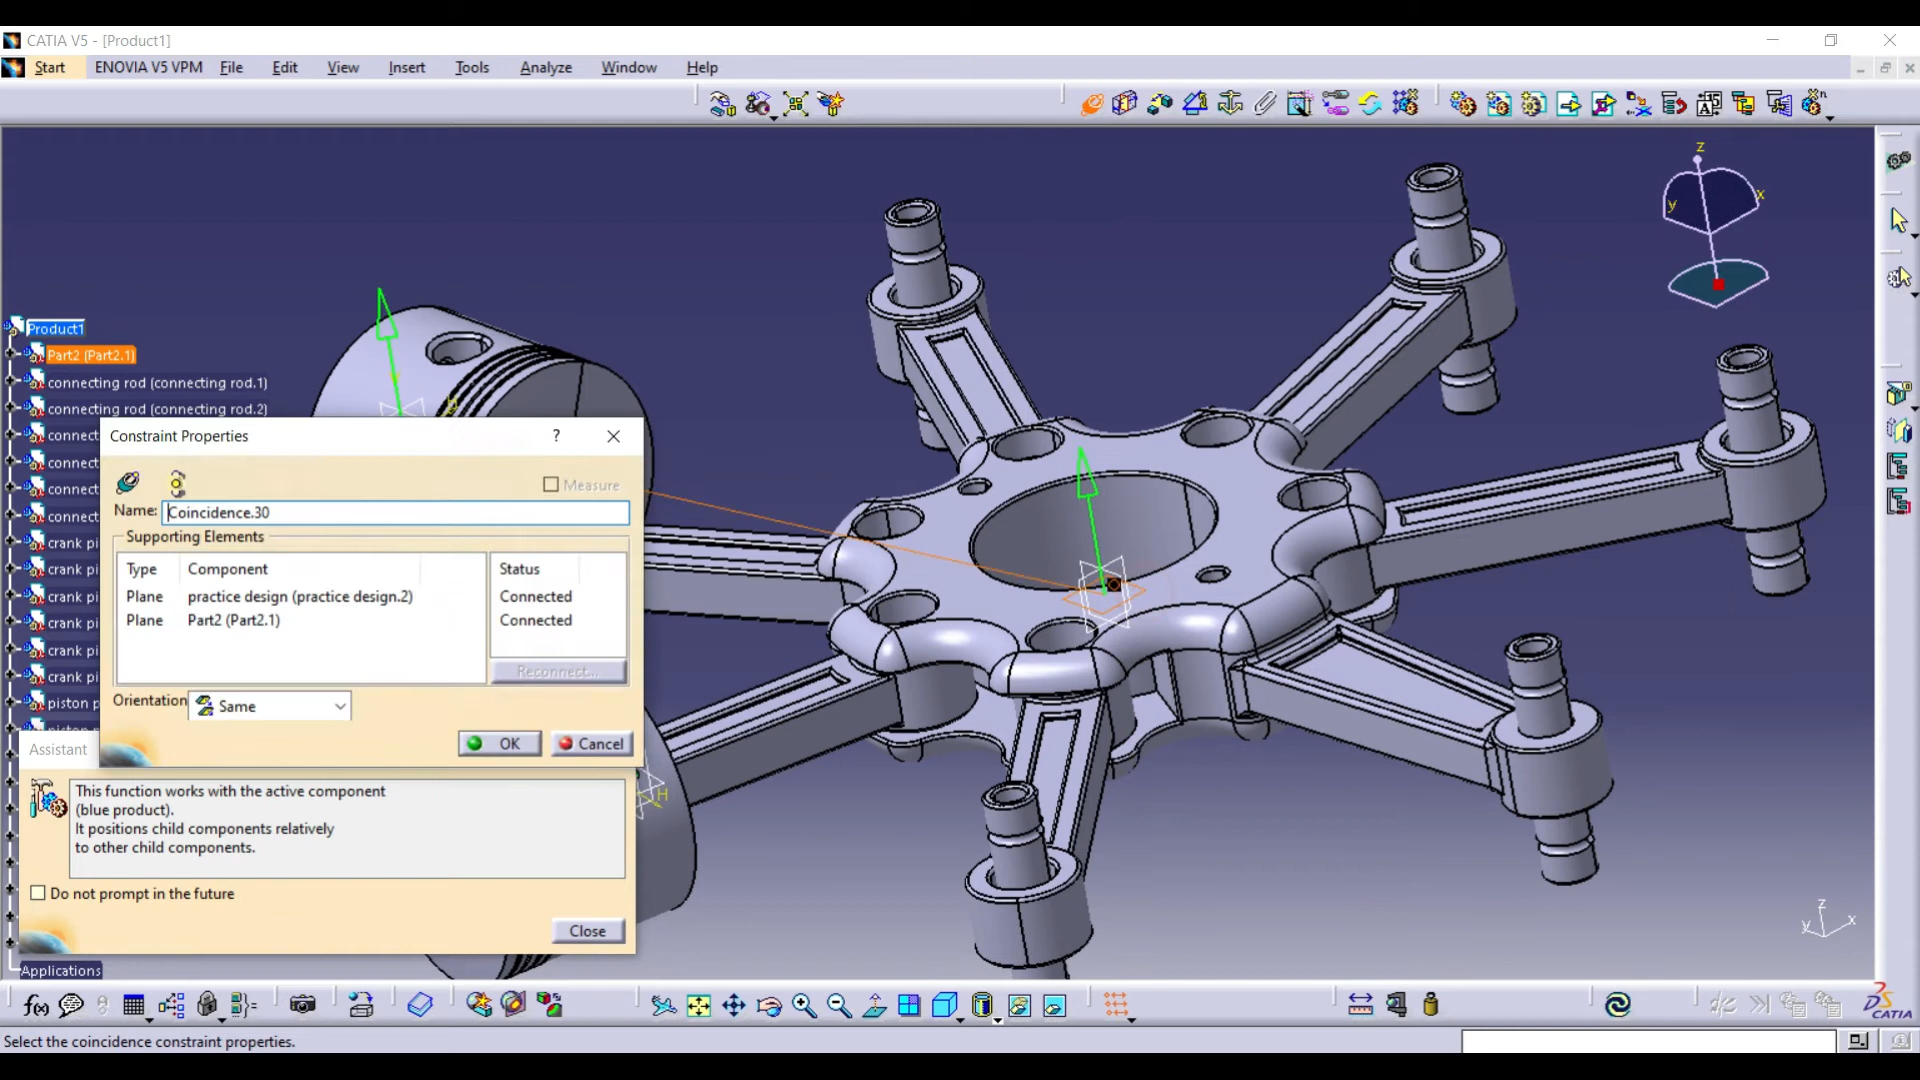 CATIA V5 - [Product1]
Start ENOVIA V5 VPM File Edit View Insert Tools Analyze Window Help
z
y x
Product1
Part2 (Part2.1)
connecting rod (connecting rod.1)
connecting rod (connecting rod.2)
connect
connect
connect
connect
crank pi
crank pi
crank pi
crank pi
crank pi
crank pi
piston p
Constraint Properties ? 
Measure
Name: Coincidence.30
Supporting Elements
Type Component Status
Plane practice design (practice design.2) Connected
Plane Part2 (Part2.1) Connected
Reconnect...
Orientation Same
OK Cancel
Assistant
This function works with the active component
(blue product).
It positions child components relatively
to other child components.
Do not prompt in the future
Close
H
z
y x
Applications
f(x)
DS CATIA
Select the coincidence constraint properties.